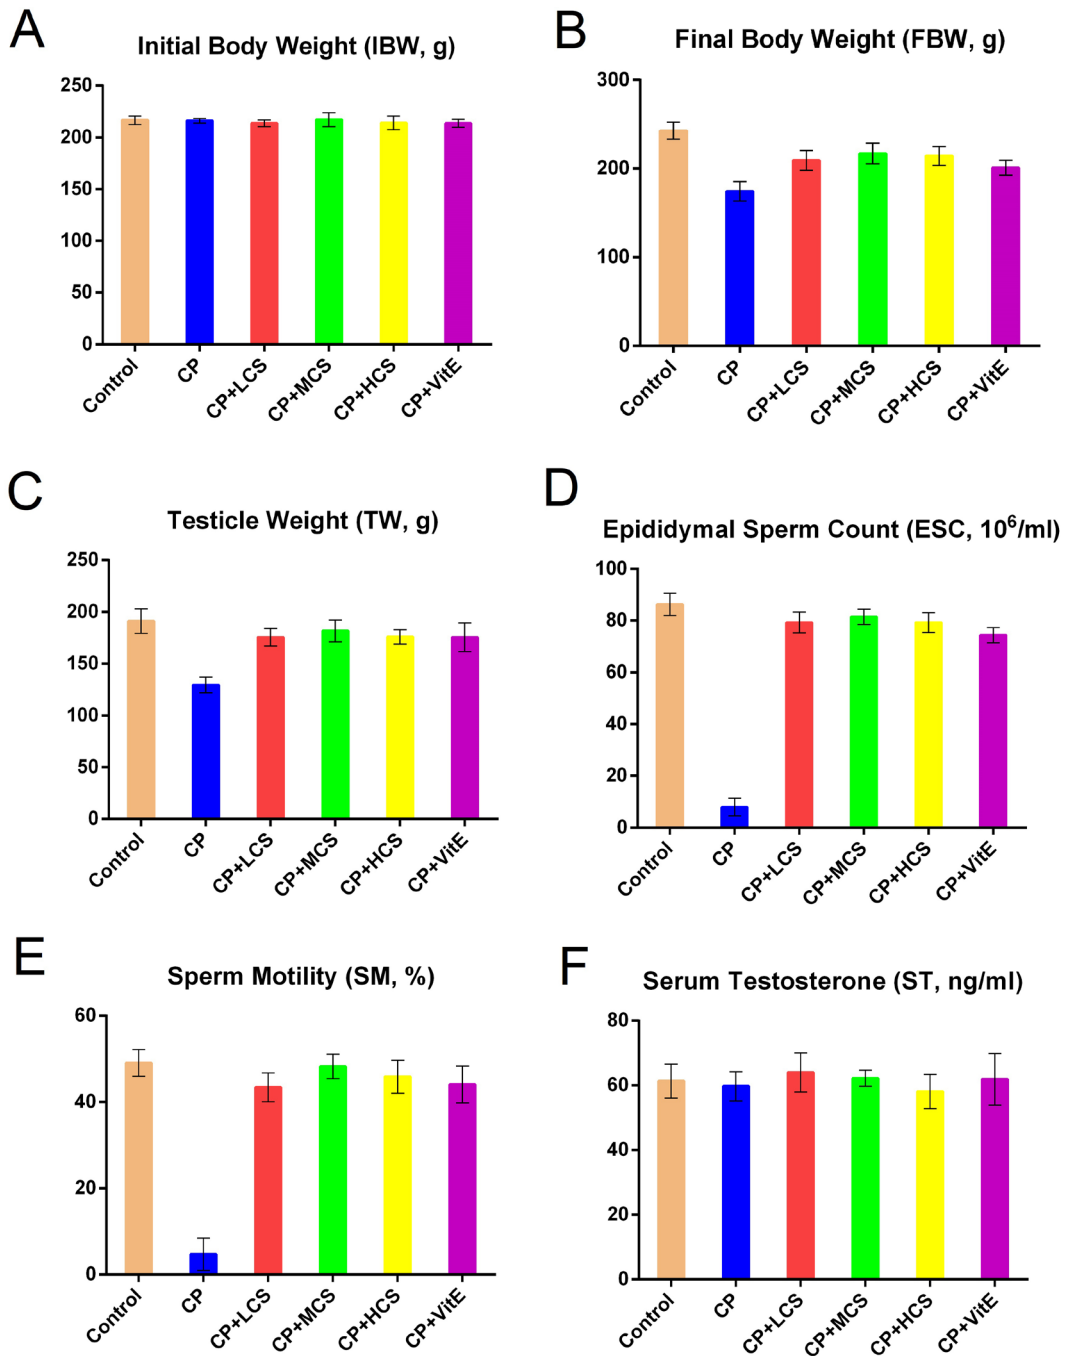 A
Initial Body Weight (IBW, g)
250
200
150
100
50
0
Control
CP
CP+LCS
CP+MCS
CP+HCS
CP+VitE
B
Final Body Weight (FBW, g)
300
200
100
0
Control
CP
CP+LCS
CP+MCS
CP+HCS
CP+VitE
C
Testicle Weight (TW, g)
250
200
150
100
50
0
Control
CP
CP+LCS
CP+MCS
CP+HCS
CP+VitE
D
Epididymal Sperm Count (ESC, 10⁶/ml)
100
80
60
40
20
0
Control
CP
CP+LCS
CP+MCS
CP+HCS
CP+VitE
E
Sperm Motility (SM, %)
60
40
20
0
Control
CP
CP+LCS
CP+MCS
CP+HCS
CP+VitE
F
Serum Testosterone (ST, ng/ml)
80
60
40
20
0
Control
CP
CP+LCS
CP+MCS
CP+HCS
CP+VitE